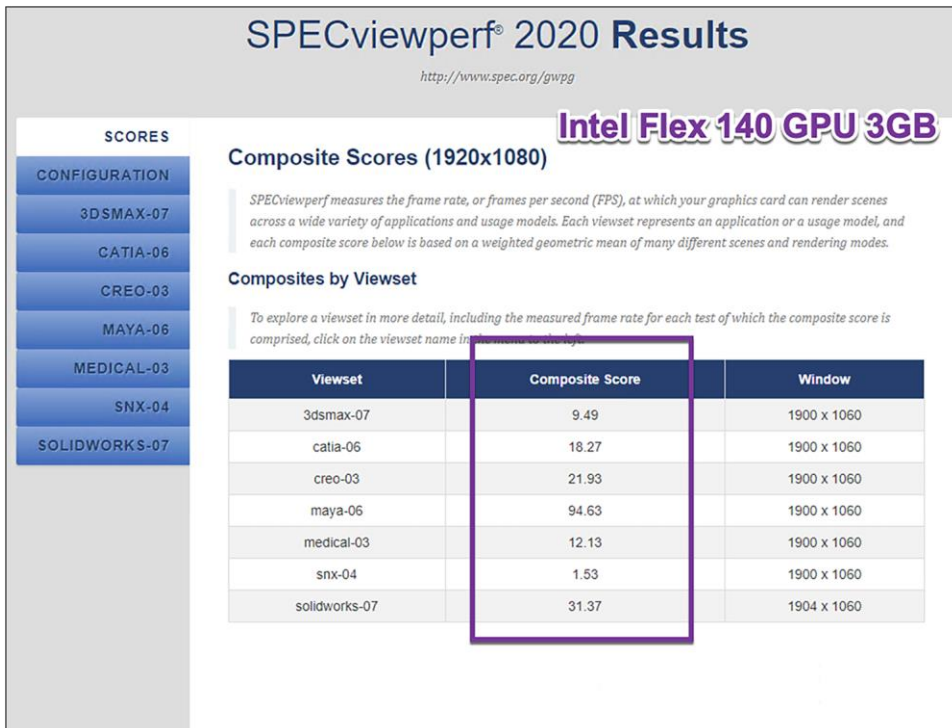 SPECviewperf® 2020 Results
http://www.spec.org/gwpg
Intel Flex 140 GPU 3GB
SCORES
CONFIGURATION
3DSMAX-07
CATIA-06
CREO-03
MAYA-06
MEDICAL-03
SNX-04
SOLIDWORKS-07
Composite Scores (1920x1080)
SPECviewperf measures the frame rate, or frames per second (FPS), at which your graphics card can render scenes
across a wide variety of applications and usage models. Each viewset represents an application or a usage model, and
each composite score below is based on a weighted geometric mean of many different scenes and rendering modes.
Composites by Viewset
To explore a viewset in more detail, including the measured frame rate for each test of which the composite score is
comprised, click on the viewset name in the menu to the left.
Viewset Composite Score Window
3dsmax-07 9.49 1900 x 1060
catia-06 18.27 1900 x 1060
creo-03 21.93 1900 x 1060
maya-06 94.63 1900 x 1060
medical-03 12.13 1900 x 1060
snx-04 1.53 1900 x 1060
solidworks-07 31.37 1904 x 1060